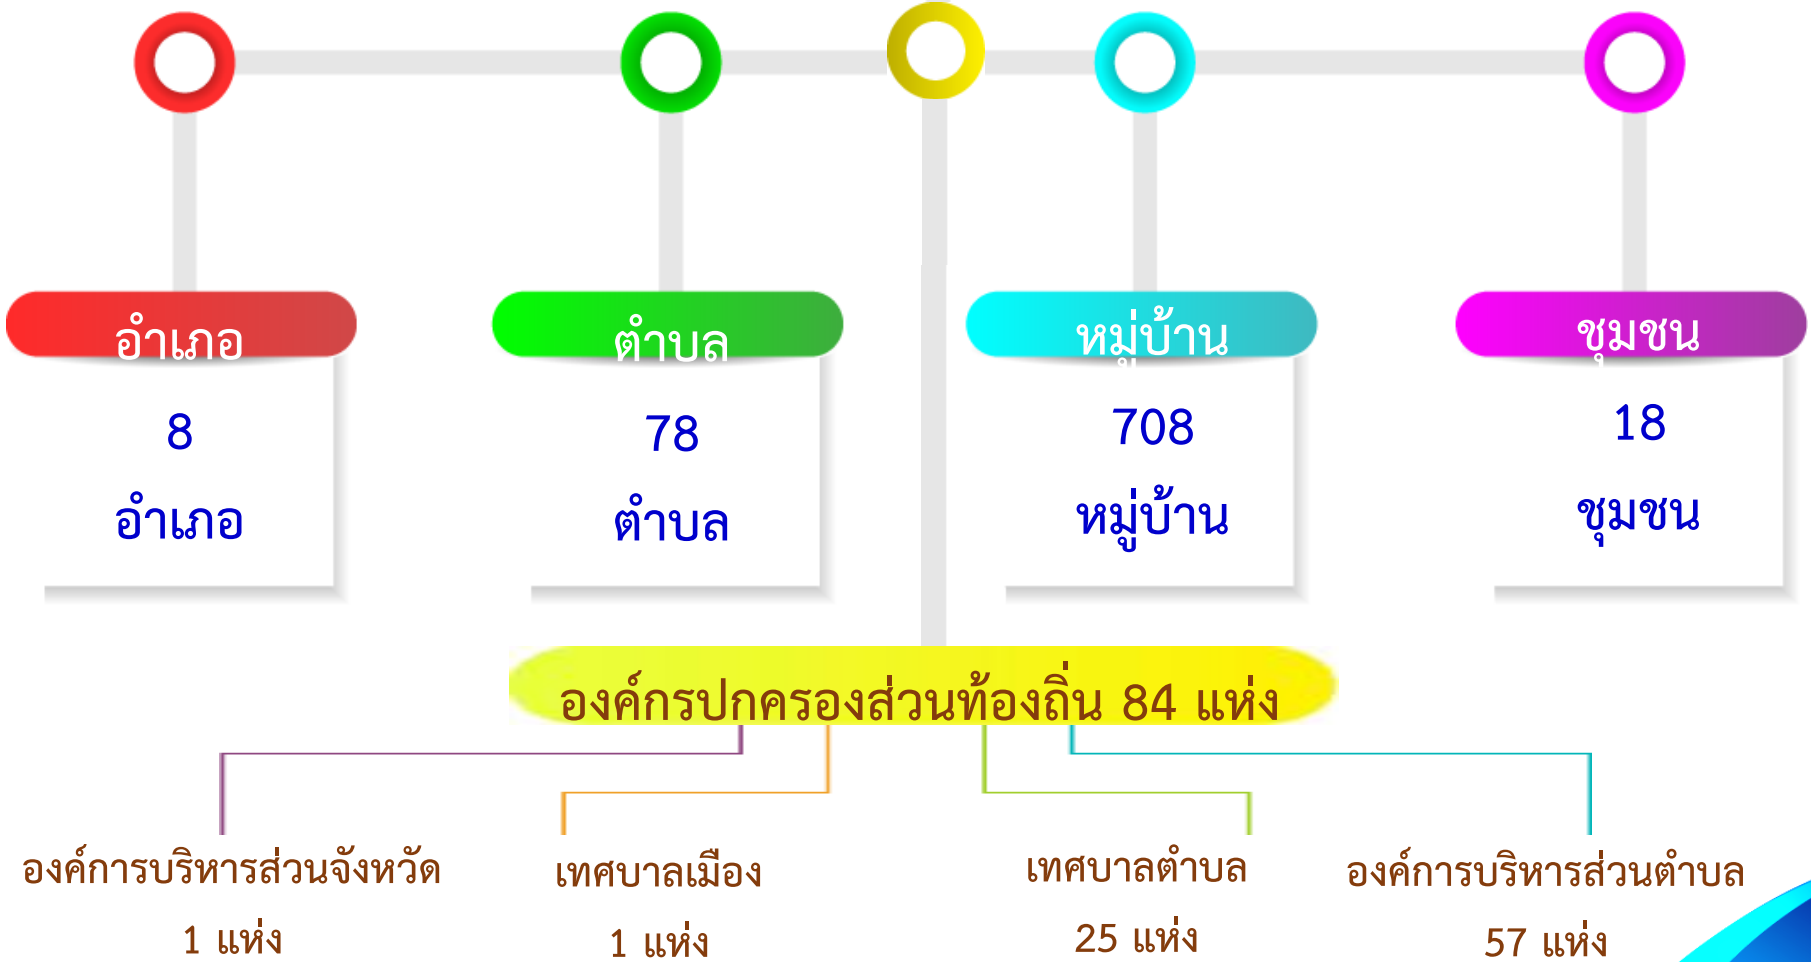 อำเภอ
8
อำเภอ
ตำบล
78
ตำบล
หมู่บ้าน
708
หมู่บ้าน
ชุมชน
18
ชุมชน
องค์กรปกครองส่วนท้องถิ่น 84 แห่ง
องค์การบริหารส่วนจังหวัด
1 แห่ง
เทศบาลเมือง
1 แห่ง
เทศบาลตำบล
25 แห่ง
องค์การบริหารส่วนตำบล
57 แห่ง